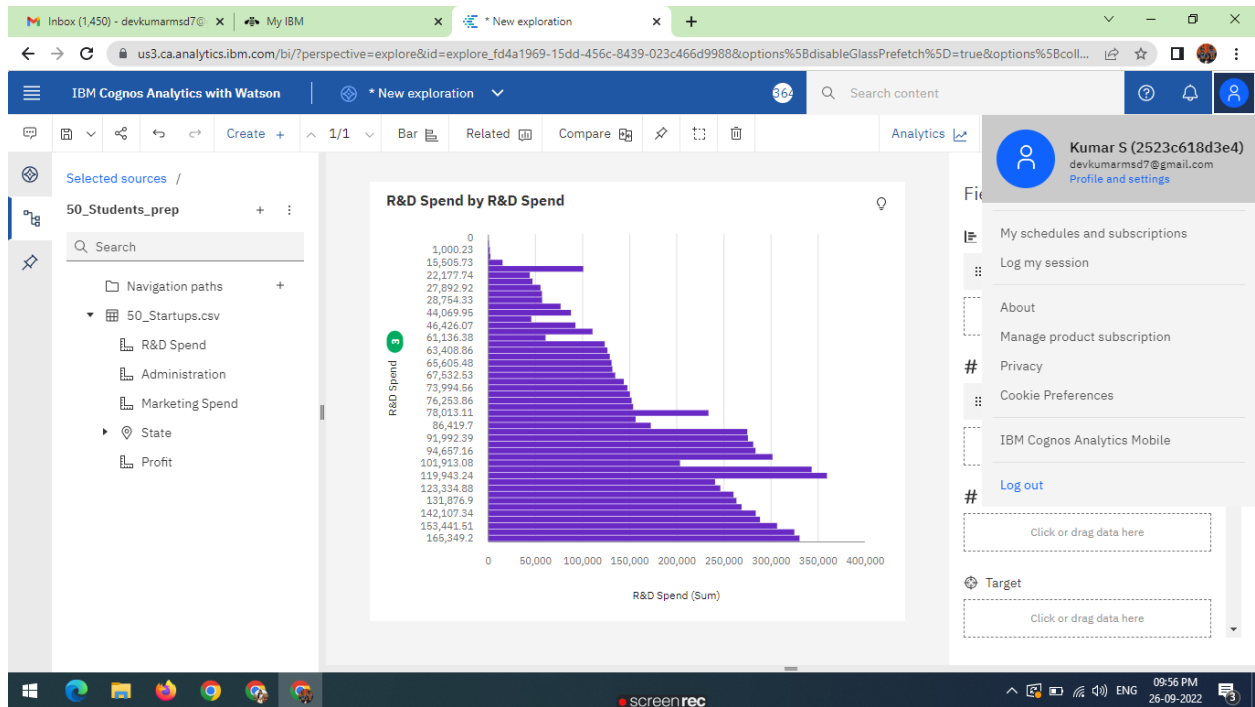 Inbox (1,450) - devkumarmsd7@
My IBM
* New exploration
us3.ca.analytics.ibm.com/bi/?perspective=explore&id=explore_fd4a1969-15dd-456c-8439-023c466d9988&options%5BdisableGlassPrefetch%5D=true&options%5Bcoll...
IBM Cognos Analytics with Watson
* New exploration
364
Search content
Create +
1/1
Bar
Related
Compare
Analytics
Kumar S (2523c618d3e4)
devkumarmsd7@gmail.com
Profile and settings
My schedules and subscriptions
Log my session
About
Manage product subscription
Privacy
Cookie Preferences
IBM Cognos Analytics Mobile
Log out
Selected sources /
50_Students_prep
Search
Navigation paths
50_Startups.csv
R&D Spend
Administration
Marketing Spend
State
Profit
R&D Spend by R&D Spend
R&D Spend
3
0
1,000.23
15,505.73
22,177.74
27,892.92
28,754.33
44,069.95
46,426.07
61,136.38
63,408.86
65,605.48
67,532.53
73,994.56
76,253.86
78,013.11
86,419.7
91,992.39
94,657.16
101,913.08
119,943.24
123,334.88
131,876.9
142,107.34
153,441.51
165,349.2
0 50,000 100,000 150,000 200,000 250,000 300,000 350,000 400,000
R&D Spend (Sum)
Fi
#
#
Click or drag data here
Target
Click or drag data here
screenrec
ENG
09:56 PM
26-09-2022
3